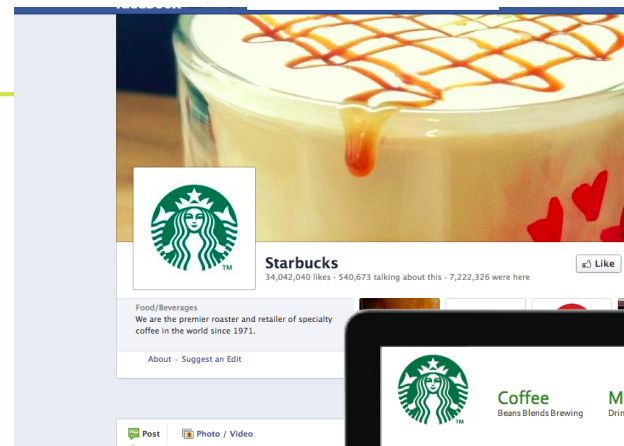 Starbucks
Like
34,042,040 likes · 540,673 talking about this · 7,222,326 were here
Food/Beverages
We are the premier roaster and retailer of specialty
coffee in the world since 1971.
About - Suggest an Edit
TM
Coffee
Beans Blends Brewing
TM
Post
Photo / Video